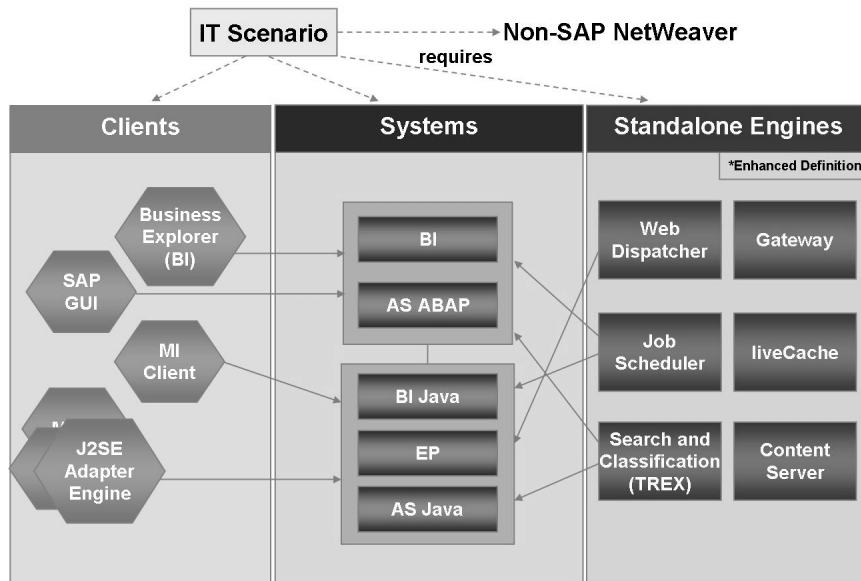 IT Scenario
Non-SAP NetWeaver
requires
Clients
Systems
Standalone Engines
*Enhanced Definition
Business
Explorer
(BI)
SAP
GUI
MI
Client
J2SE
Adapter
Engine
BI
AS ABAP
BI Java
EP
AS Java
Web
Dispatcher
Gateway
Job
Scheduler
liveCache
Search and
Classification
(TREX)
Content
Server